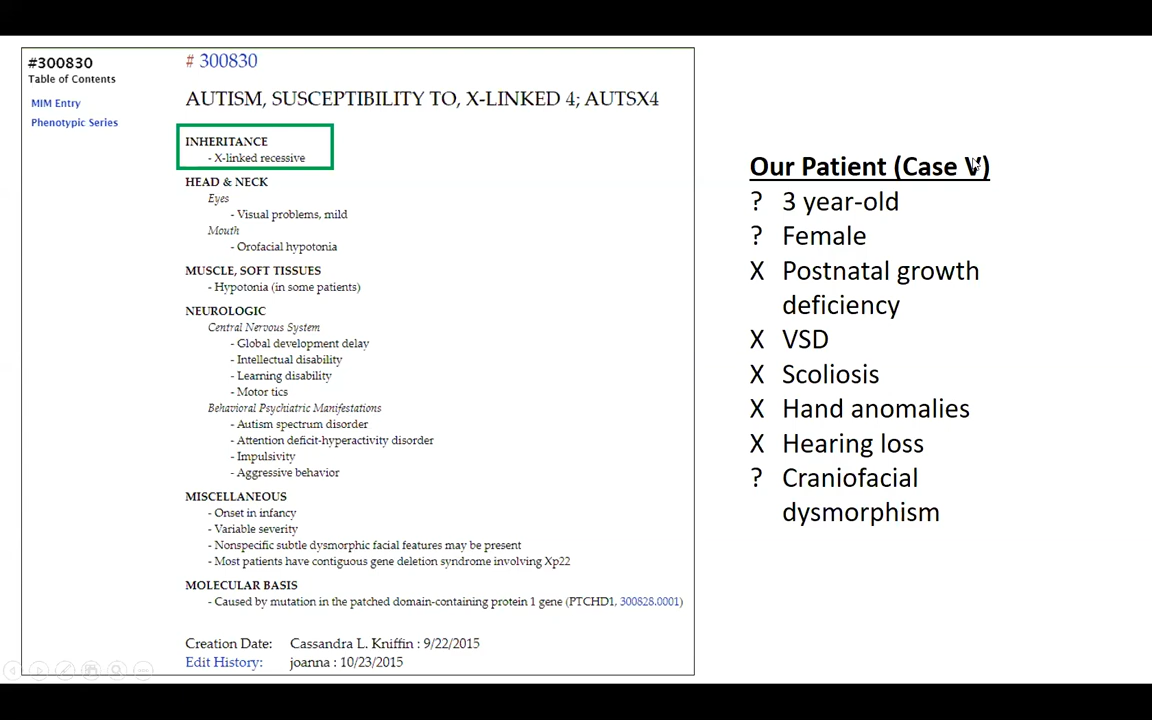 #300830
Table of Contents
MIM Entry
Phenotypic Series
# 300830
AUTISM, SUSCEPTIBILITY TO, X-LINKED 4; AUTSX4
INHERITANCE
- X-linked recessive
HEAD & NECK
Eyes
- Visual problems, mild
Mouth
- Orofacial hypotonia
MUSCLE, SOFT TISSUES
- Hypotonia (in some patients)
NEUROLOGIC
Central Nervous System
- Global development delay
- Intellectual disability
- Learning disability
- Motor tics
Behavioral Psychiatric Manifestations
- Autism spectrum disorder
- Attention deficit-hyperactivity disorder
- Impulsivity
- Aggressive behavior
MISCELLANEOUS
- Onset in infancy
- Variable severity
- Nonspecific subtle dysmorphic facial features may be present
- Most patients have contiguous gene deletion syndrome involving Xp22
MOLECULAR BASIS
- Caused by mutation in the patched domain-containing protein 1 gene (PTCHD1, 300828.0001)
Creation Date: Cassandra L. Kniffin : 9/22/2015
Edit History: joanna : 10/23/2015
Our Patient (Case V)
? 3 year-old
? Female
X Postnatal growth
deficiency
X VSD
X Scoliosis
X Hand anomalies
X Hearing loss
? Craniofacial
dysmorphism